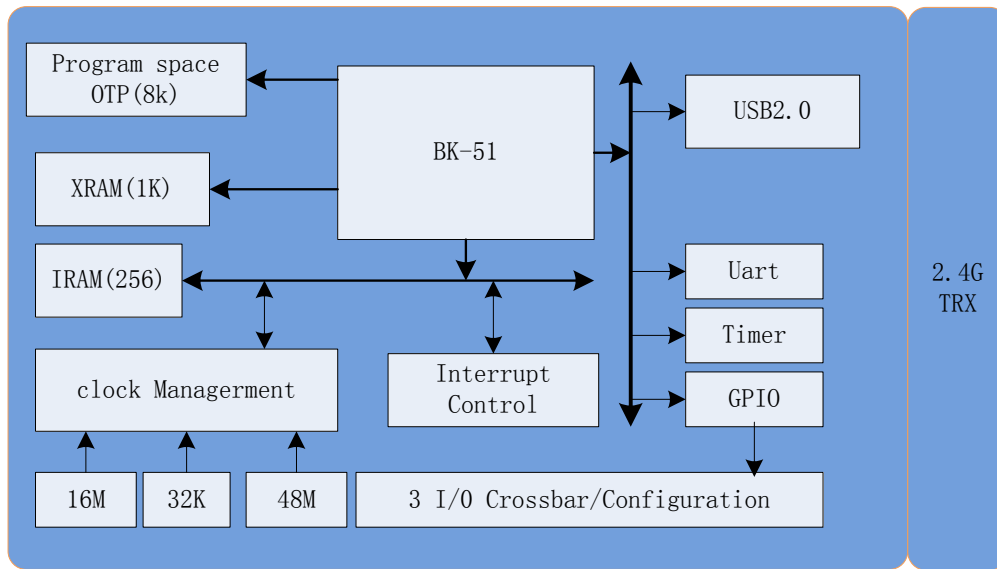 Program space
OTP(8k)
BK-51
USB2.0
XRAM(1K)
IRAM(256)
Uart
2.4G
TRX
Timer
clock Managerment
Interrupt
Control
GPIO
16M
32K
48M
3 I/O Crossbar/Configuration